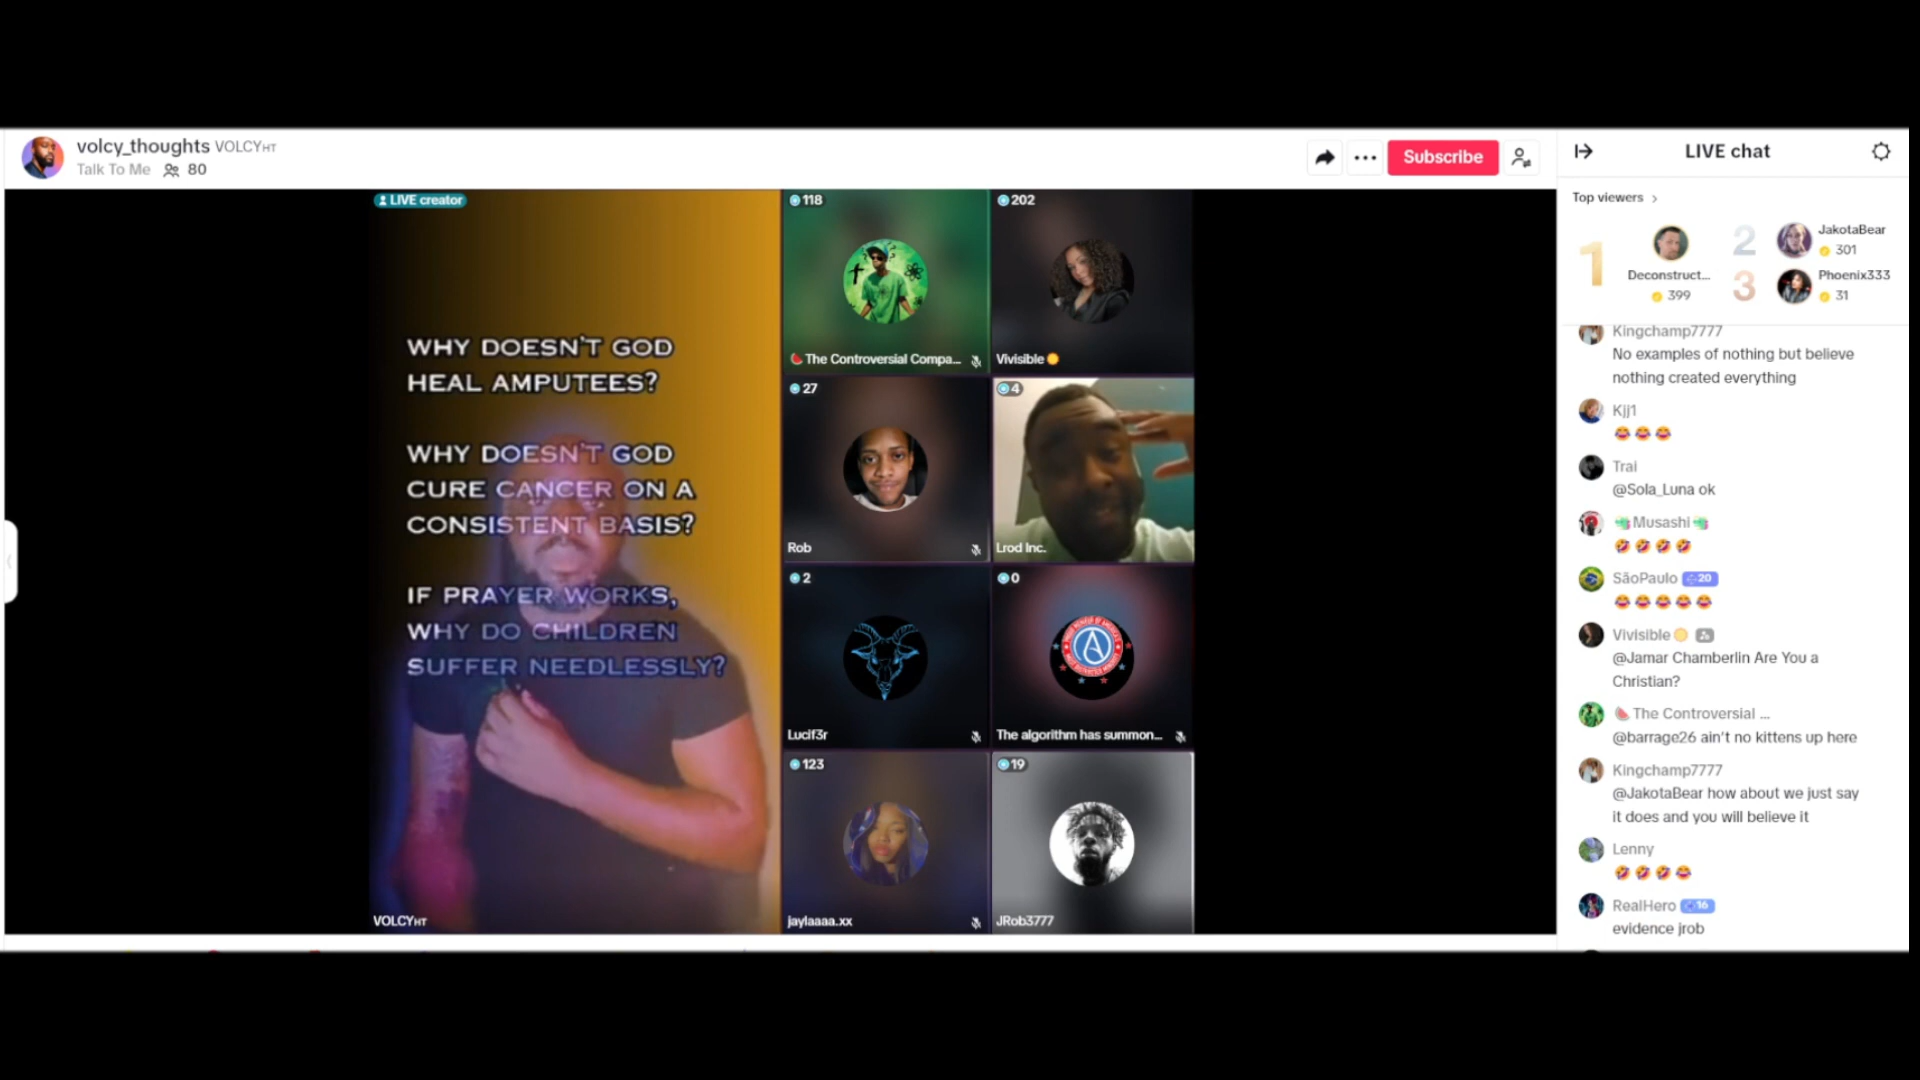 volcy_thoughts VOLCYHT
Talk To Me 80
Subscribe
LIVE creator
WHY DOESN'T GOD
HEAL AMPUTEES?
WHY DOESN'T GOD
CURE CANCER ON A
CONSISTENT BASIS?
IF PRAYER WORKS,
WHY DO CHILDREN
SUFFER NEEDLESSLY?
VOLCYHT
118
🍉 The Controversial Compa...
202
Vivisible
27
Rob
4
Lrod Inc.
2
Lucif3r
0
The algorithm has summon...
123
jaylaaaa.xx
19
JRob3777
LIVE chat
Top viewers >
1
Deconstruct...
399
2
JakotaBear
301
3
Phoenix333
31
Kingchamp7777
No examples of nothing but believe
nothing created everything
Kjj1
😂😂😂
Trai
@Sola_Luna ok
Musashi
🤣🤣🤣🤣
SãoPaulo 20
😂😂😂😂😂
Vivisible
@Jamar Chamberlin Are You a
Christian?
🍉 The Controversial ...
@barrage26 ain't no kittens up here
Kingchamp7777
@JakotaBear how about we just say
it does and you will believe it
Lenny
🤣🤣🤣😂
RealHero 16
evidence jrob